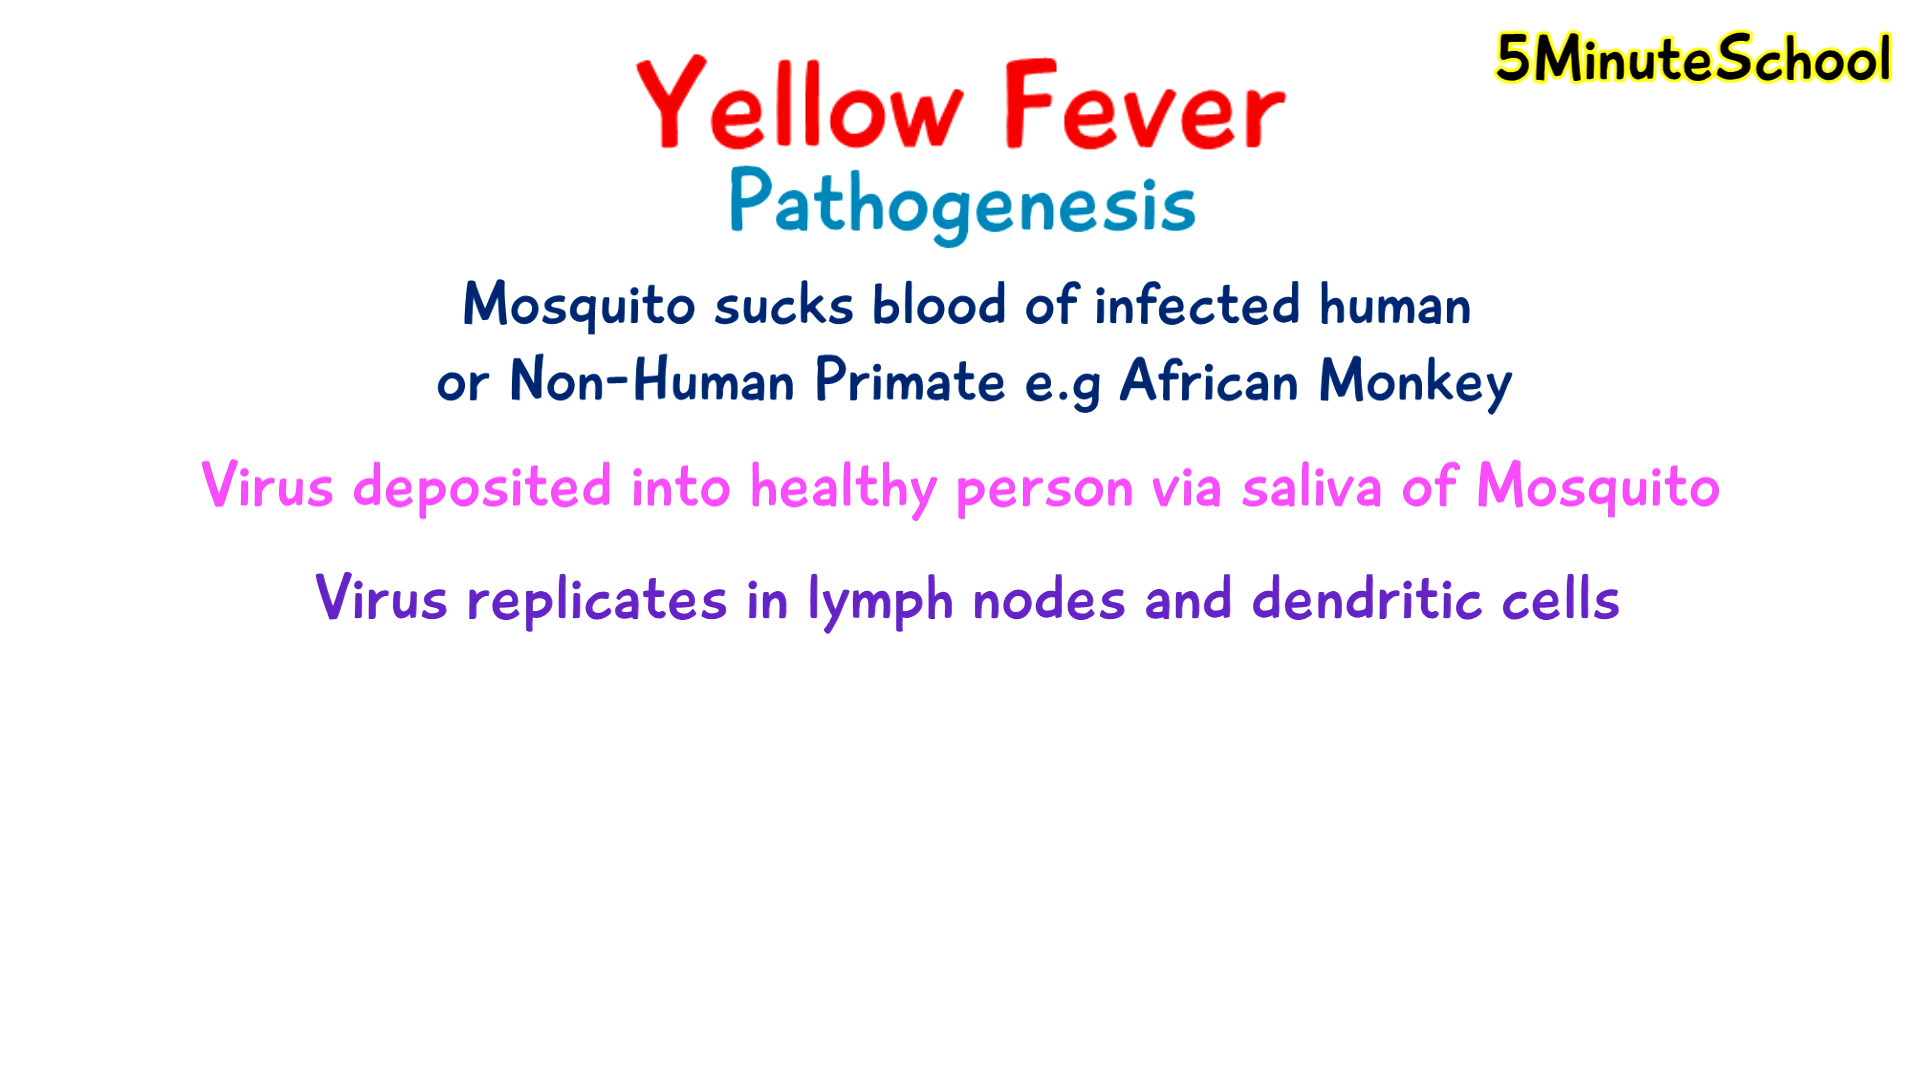 5MinuteSchool
Yellow Fever
Pathogenesis
Mosquito sucks blood of infected human
or Non-Human Primate e.g African Monkey
Virus deposited into healthy person via saliva of Mosquito
Virus replicates in lymph nodes and dendritic cells